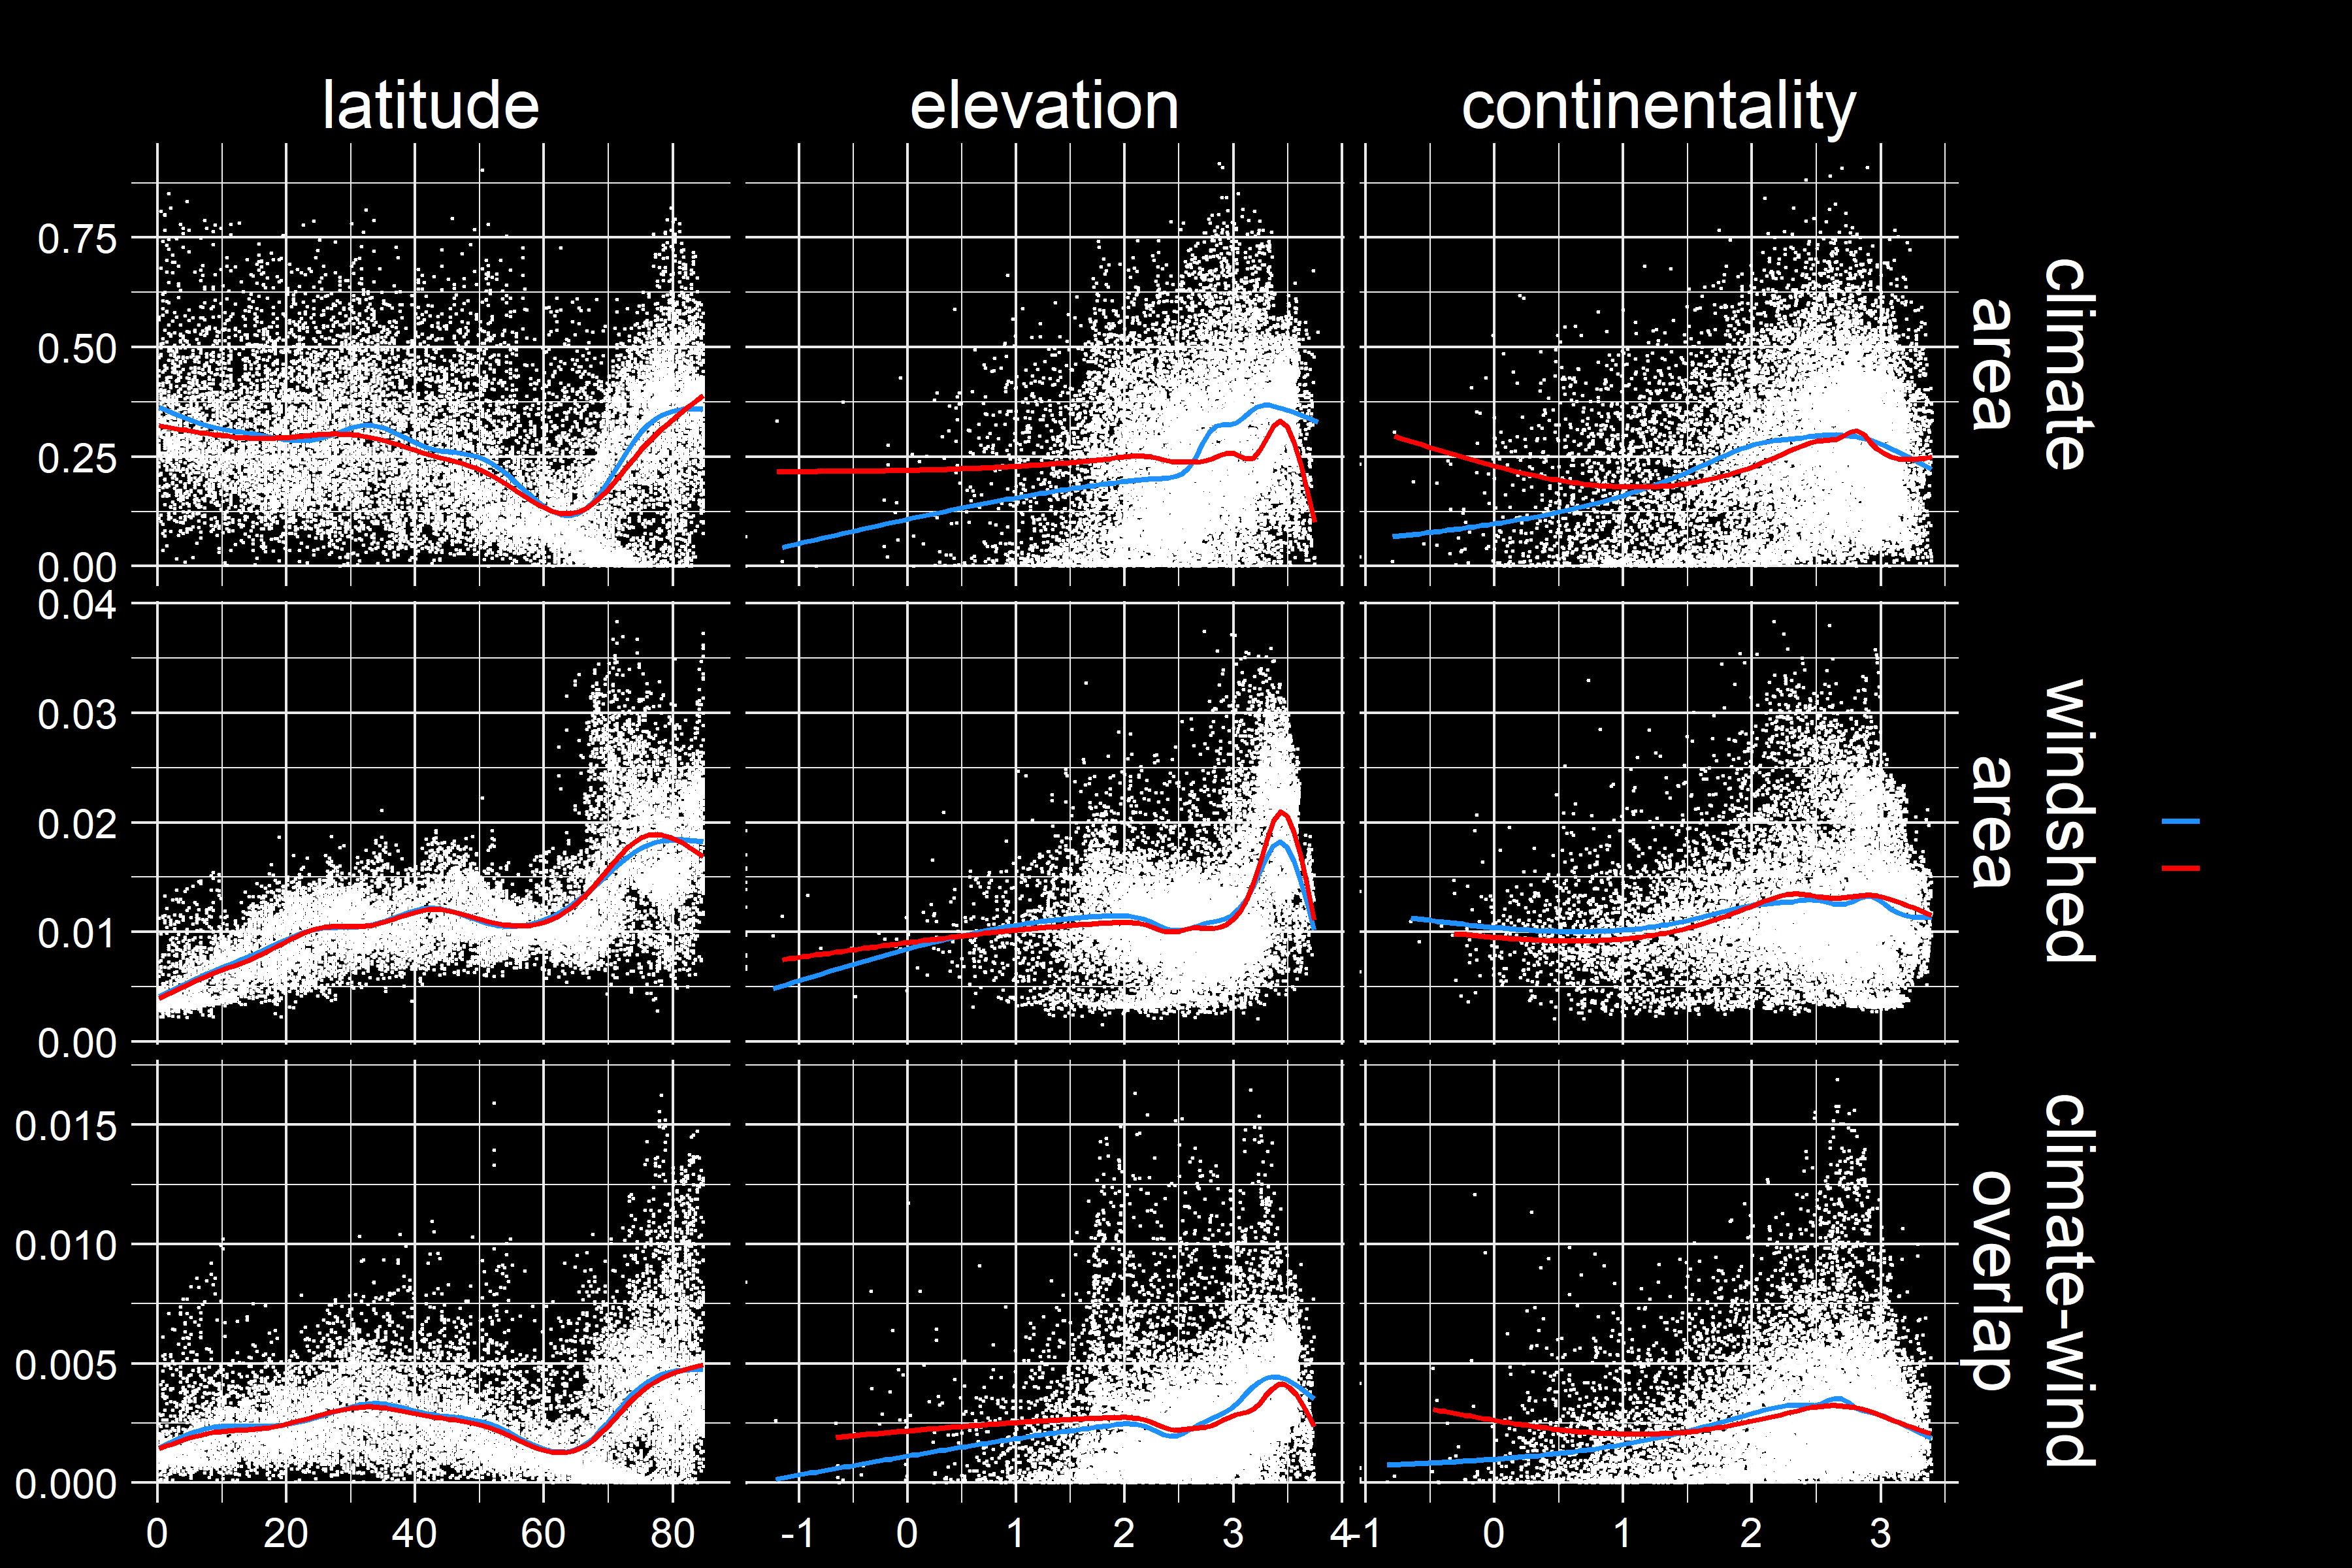 latitude elevation continentality
climate
area
0.75
0.50
0.25
0.00
windshed
area
0.04
0.03
0.02
0.01
0.00
climate-wind
overlap
0.015
0.010
0.005
0.000
0 20 40 60 80 -1 0 1 2 3 4 -1 0 1 2 3